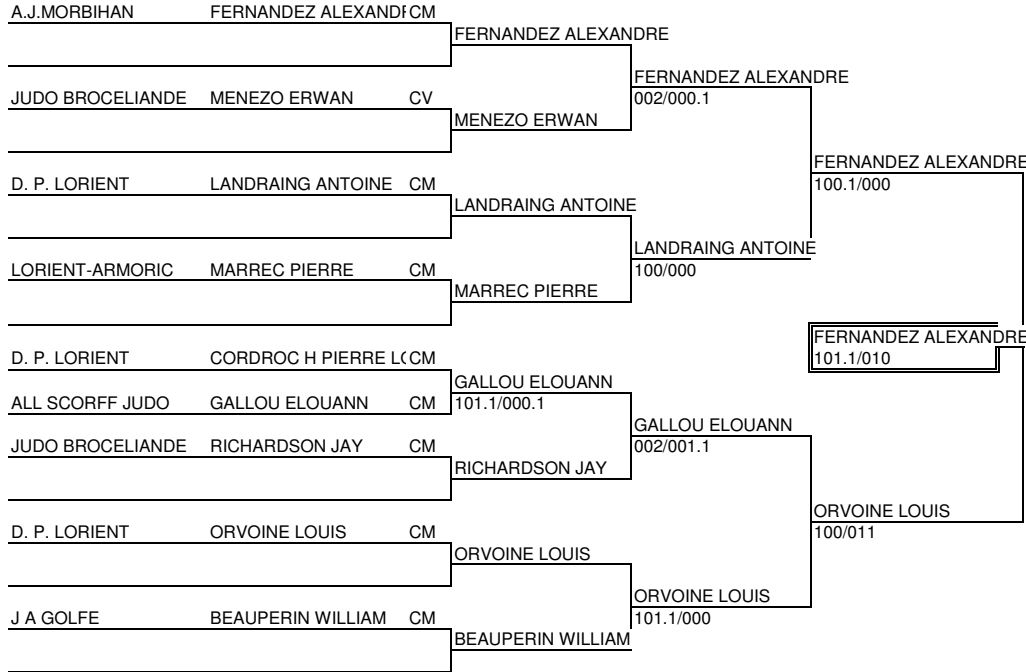 A.J.MORBIHAN FERNANDEZ ALEXANDF CM
FERNANDEZ ALEXANDRE
FERNANDEZ ALEXANDRE
002/000.1
JUDO BROCELIANDE MENEZO ERWAN CV
MENEZO ERWAN
FERNANDEZ ALEXANDRE
100.1/000
D. P. LORIENT LANDRAING ANTOINE CM
LANDRAING ANTOINE
LANDRAING ANTOINE
100/000
LORIENT-ARMORIC MARREC PIERRE CM
MARREC PIERRE
FERNANDEZ ALEXANDRE
101.1/010
D. P. LORIENT CORDROC H PIERRE L( CM
GALLOU ELOUANN
101.1/000.1
ALL SCORFF JUDO GALLOU ELOUANN CM
GALLOU ELOUANN
002/001.1
JUDO BROCELIANDE RICHARDSON JAY CM
RICHARDSON JAY
ORVOINE LOUIS
100/011
D. P. LORIENT ORVOINE LOUIS CM
ORVOINE LOUIS
ORVOINE LOUIS
101.1/000
J A GOLFE BEAUPERIN WILLIAM CM
BEAUPERIN WILLIAM